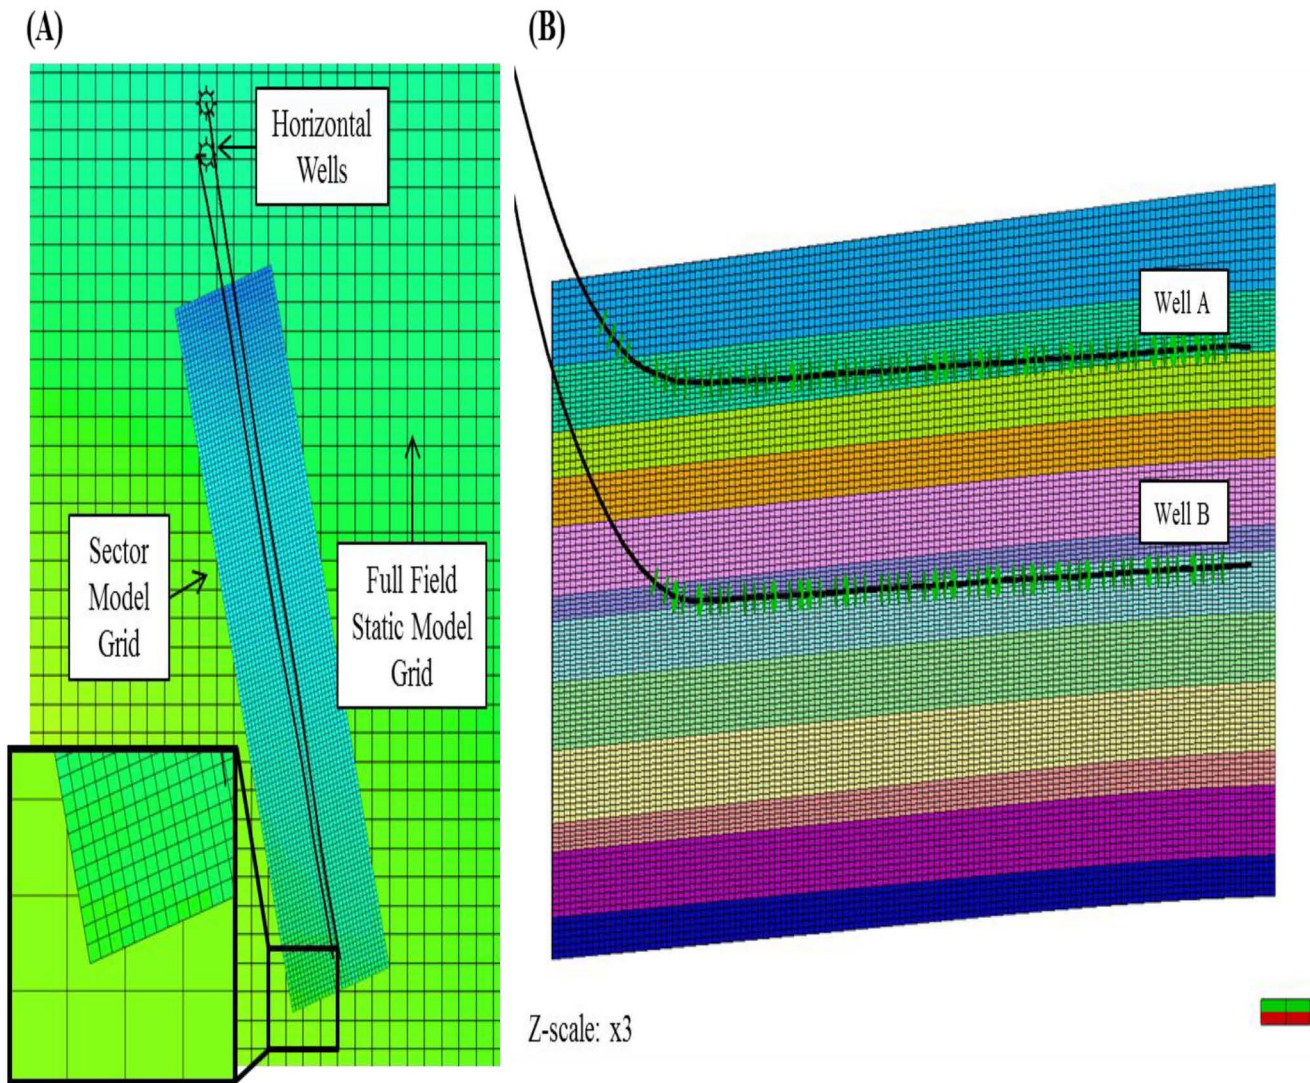 (A)
Horizontal
Wells
Sector
Model
Grid
Full Field
Static Model
Grid
(B)
Well A
Well B
Z-scale: x3